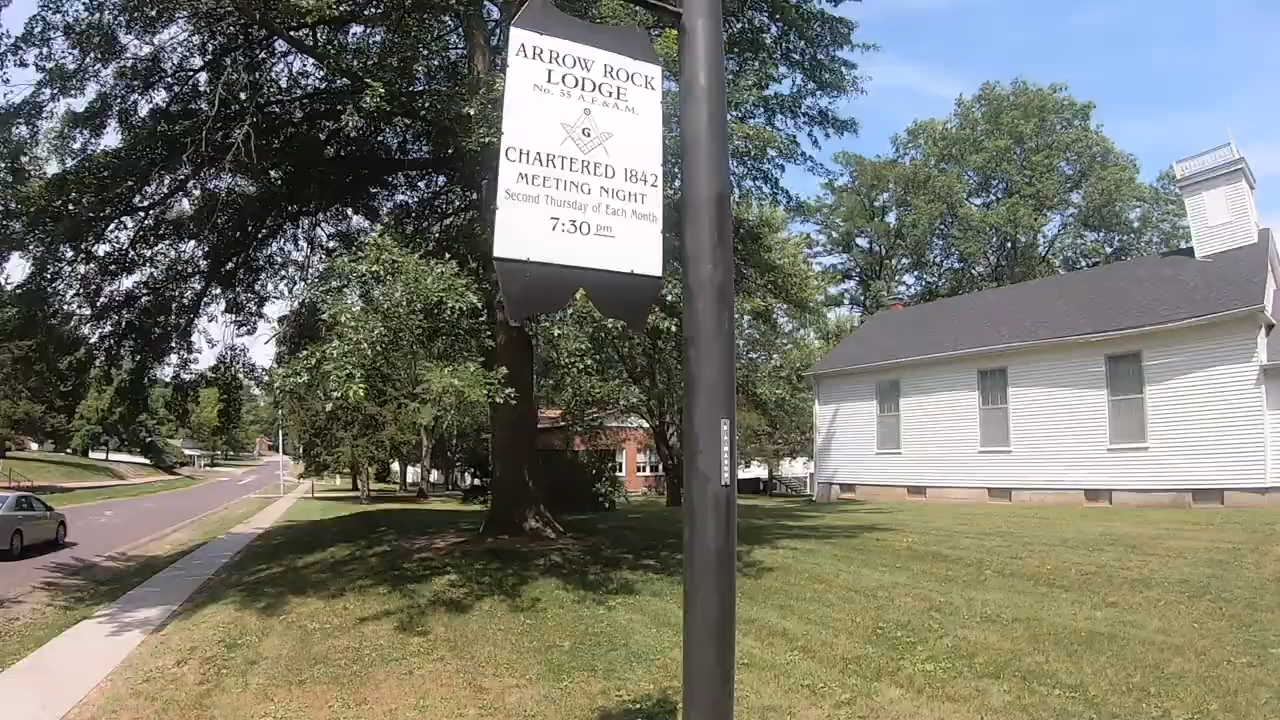 ARROW ROCK
LODGE
No. 55 A.F.&A.M.
G
CHARTERED 1842
MEETING NIGHT
Second Thursday of Each Month
7:30 pm